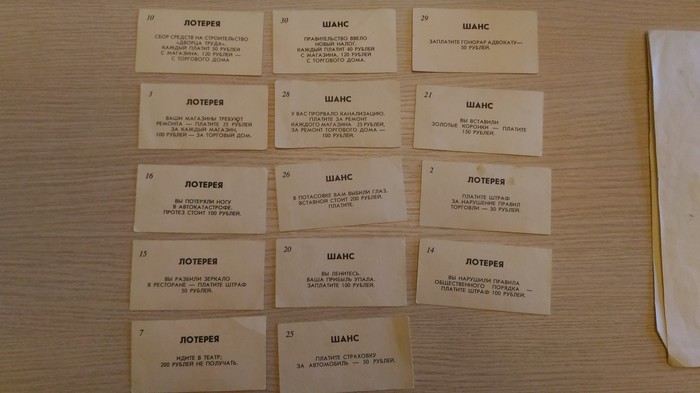 10
ЛОТЕРЕЯ
СБОР СРЕДСТВ НА СТРОИТЕЛЬСТВО
«ДВОРЦА ТРУДА».
КАЖДЫЙ ПЛАТИТ 50 РУБЛЕЙ
С МАГАЗИНА, 120 РУБЛЕЙ —
С ТОРГОВОГО ДОМА
30
ШАНС
ПРАВИТЕЛЬСТВО ВВЕЛО
НОВЫЙ НАЛОГ.
КАЖДЫЙ ПЛАТИТ 40 РУБЛЕЙ
С МАГАЗИНА, 120 РУБЛЕЙ
С ТОРГОВОГО ДОМА
29
ШАНС
ЗАПЛАТИТЕ ГОНОРАР АДВОКАТУ—
50 РУБЛЕЙ.
3
ЛОТЕРЕЯ
ВАШИ МАГАЗИНЫ ТРЕБУЮТ
РЕМОНТА — ПЛАТИТЕ 25 РУБЛЕЙ
ЗА КАЖДЫЙ МАГАЗИН,
100 РУБЛЕЙ — ЗА ТОРГОВЫЙ ДОМ.
28
ШАНС
У ВАС ПРОРВАЛО КАНАЛИЗАЦИЮ.
ПЛАТИТЕ ЗА РЕМОНТ
КАЖДОГО МАГАЗИНА 25 РУБЛЕЙ,
ЗА РЕМОНТ ТОРГОВОГО ДОМА —
100 РУБЛЕЙ.
21
ШАНС
ВЫ ВСТАВИЛИ
ЗОЛОТЫЕ КОРОНКИ — ПЛАТИТЕ
150 РУБЛЕЙ.
16
ЛОТЕРЕЯ
ВЫ ПОТЕРЯЛИ НОГУ
В АВТОКАТАСТРОФЕ.
ПРОТЕЗ СТОИТ 100 РУБЛЕЙ.
26
ШАНС
В ПОТАСОВКЕ ВАМ ВЫБИЛИ ГЛАЗ.
ВСТАВНОЙ СТОИТ 200 РУБЛЕЙ.
ПЛАТИТЕ.
2
ЛОТЕРЕЯ
ПЛАТИТЕ ШТРАФ
ЗА НАРУШЕНИЕ ПРАВИЛ
ТОРГОВЛИ — 50 РУБЛЕЙ.
15
ЛОТЕРЕЯ
ВЫ РАЗБИЛИ ЗЕРКАЛО
В РЕСТОРАНЕ — ПЛАТИТЕ ШТРАФ
50 РУБЛЕЙ.
20
ШАНС
ВЫ ЛЕНИТЕСЬ
ВАША ПРИБЫЛЬ УПАЛА.
ЗАПЛАТИТЕ 100 РУБЛЕЙ.
14
ЛОТЕРЕЯ
ВЫ НАРУШИЛИ ПРАВИЛА
ОБЩЕСТВЕННОГО ПОРЯДКА —
ПЛАТИТЕ ШТРАФ 100 РУБЛЕЙ.
7
ЛОТЕРЕЯ
ИДИТЕ В ТЕАТР;
200 РУБЛЕЙ НЕ ПОЛУЧАТЬ.
25
ШАНС
ПЛАТИТЕ СТРАХОВКУ
ЗА АВТОМОБИЛЬ — 50 РУБЛЕЙ.